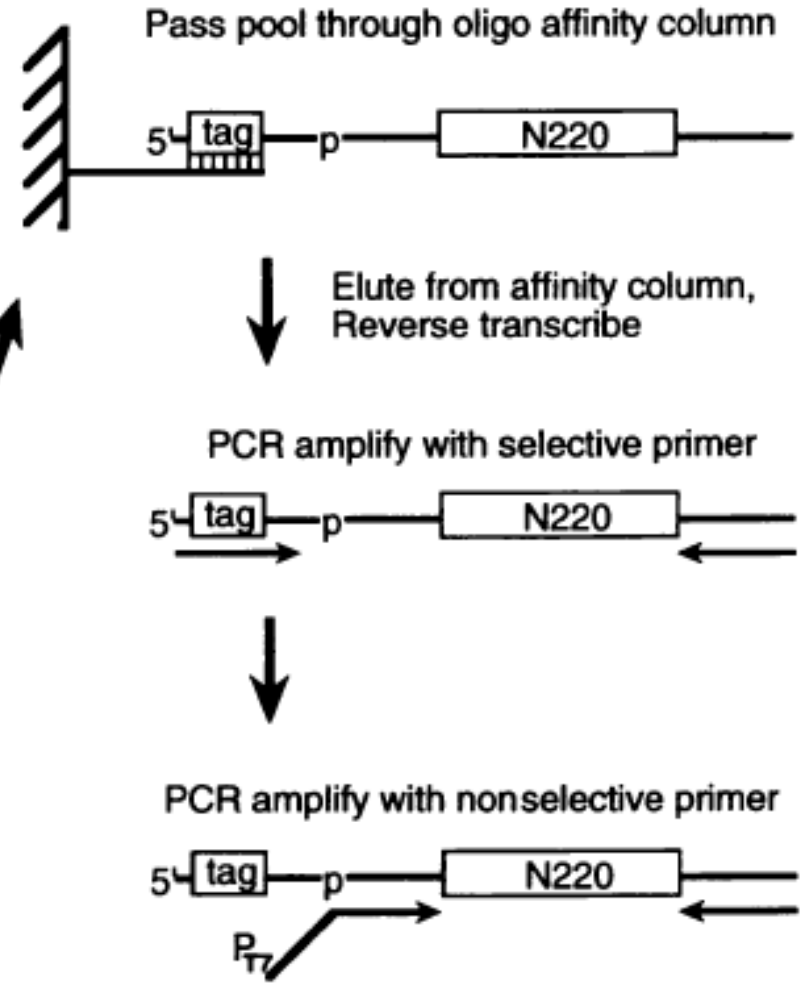 Pass pool through oligo affinity column
5' tag p N220
Elute from affinity column,
Reverse transcribe
PCR amplify with selective primer
5' tag p N220
PCR amplify with nonselective primer
5' tag p N220
PT7